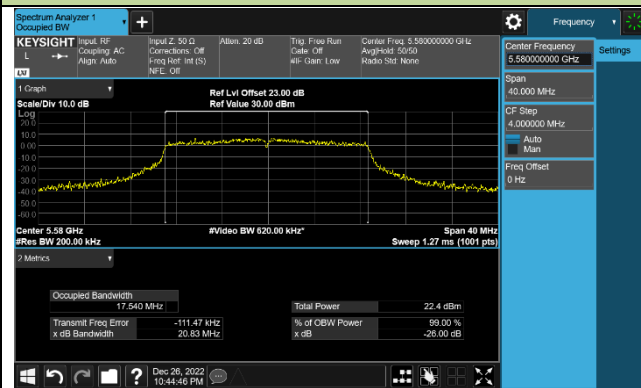 Spectrum Analyzer 1
Occupied BW
Frequency
KEYSIGHT
L
LXI
Input: RF
Coupling: AC
Align: Auto
Input Z: 50 Ω
Corrections: Off
Freq Ref: Int (S)
NFE: Off
Atten: 20 dB
Trig: Free Run
Gate: Off
#IF Gain: Low
Center Freq: 5.580000000 GHz
Avg|Hold: 50/50
Radio Std: None
Center Frequency
5.580000000 GHz
Settings
Span
40.000 MHz
CF Step
4.000000 MHz
Auto
Man
Freq Offset
0 Hz
1 Graph
Scale/Div 10.0 dB
Ref Lvl Offset 23.00 dB
Ref Value 30.00 dBm
Log
20.0
10.0
0.00
-10.0
-20.0
-30.0
-40.0
-50.0
-60.0
Center 5.58 GHz
#Video BW 620.00 kHz*
Span 40 MHz
#Res BW 200.00 kHz
Sweep 1.27 ms (1001 pts)
2 Metrics
Occupied Bandwidth
17.540 MHz
Total Power 22.4 dBm
Transmit Freq Error -111.47 kHz
% of OBW Power 99.00 %
x dB Bandwidth 20.83 MHz
x dB -26.00 dB
?
Dec 26, 2022
10:44:46 PM